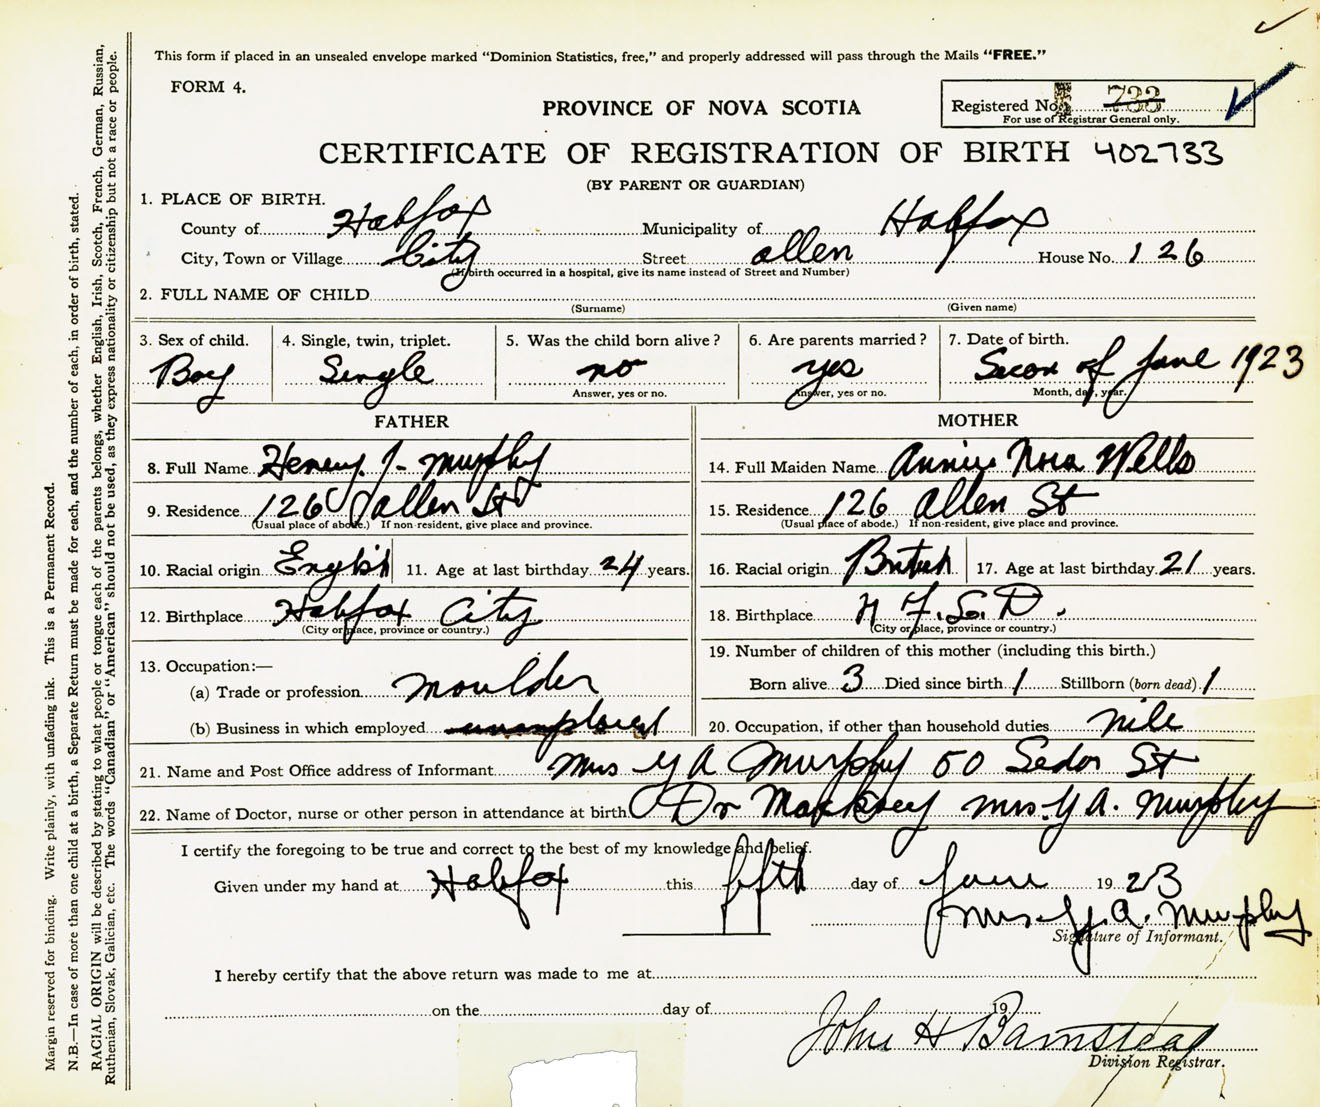 This form if placed in an unsealed envelope marked "Dominion Statistics, free," and properly addressed will pass through the Mails "FREE."
FORM 4.
Registered No. 733
For use of Registrar General only.
PROVINCE OF NOVA SCOTIA
CERTIFICATE OF REGISTRATION OF BIRTH 402733
(BY PARENT OR GUARDIAN)
1. PLACE OF BIRTH.
County of Halifax Municipality of Halifax
City, Town or Village City Street Allen House No. 126
(If birth occurred in a hospital, give its name instead of Street and Number)
2. FULL NAME OF CHILD
(Surname) (Given name)
3. Sex of child. 4. Single, twin, triplet. 5. Was the child born alive? 6. Are parents married? 7. Date of birth.
Boy Single no yes Secon of June 1923
Answer, yes or no. Answer, yes or no. Month, day, year.
FATHER MOTHER
8. Full Name Henery J. Murphy 14. Full Maiden Name Annie Nora Wells
9. Residence 126 Allen St 15. Residence 126 Allen St
(Usual place of abode.) If non-resident, give place and province. (Usual place of abode.) If non-resident, give place and province.
10. Racial origin English 11. Age at last birthday 24 years. 16. Racial origin British 17. Age at last birthday 21 years.
12. Birthplace Halifax City 18. Birthplace N.F.L.D.
(City or place, province or country.) (City or place, province or country.)
13. Occupation:— 19. Number of children of this mother (including this birth.)
(a) Trade or profession moulder Born alive 3 Died since birth 1 Stillborn (born dead) 1
(b) Business in which employed unemployed 20. Occupation, if other than household duties nile
21. Name and Post Office address of Informant Mrs Y A Murphy 50 St
22. Name of Doctor, nurse or other person in attendance at birth Dr Mrs. Y A. Murphy
I certify the foregoing to be true and correct to the best of my knowledge and belief.
Given under my hand at Halifax this fifth day of June 1923
Mrs Y. A. Murphy
Signature of Informant.
I hereby certify that the above return was made to me at
on the day of 19
John H Barnstead
Division Registrar.
Margin reserved for binding. Write plainly, with unfading ink. This is a Permanent Record.
N.B.—In case of more than one child at a birth, a Separate Return must be made for each, and the number of each, in order of birth, stated.
RACIAL ORIGIN will be described by stating to what people or tongue each of the parents belongs, whether English, Irish, Scotch, French, German, Russian,
Ruthenian, Slovak, Galician, etc. The words "Canadian" or "American" should not be used, as they express nationality or citizenship but not a race or people.